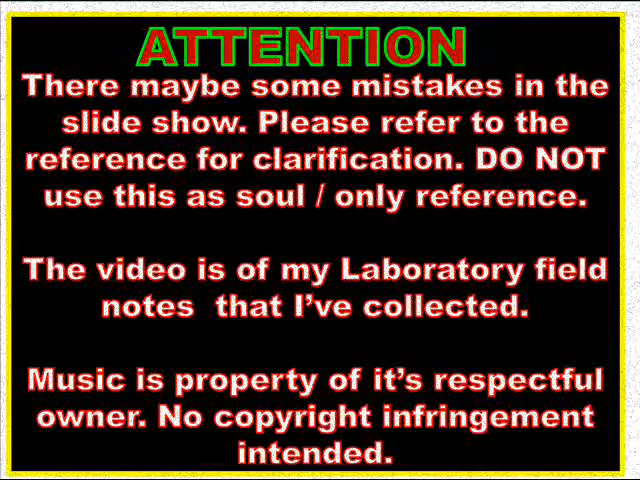 ATTENTION
There maybe some mistakes in the
slide show. Please refer to the
reference for clarification. DO NOT
use this as soul / only reference.
The video is of my Laboratory field
notes  that I’ve collected.
Music is property of it’s respectful
owner. No copyright infringement
intended.